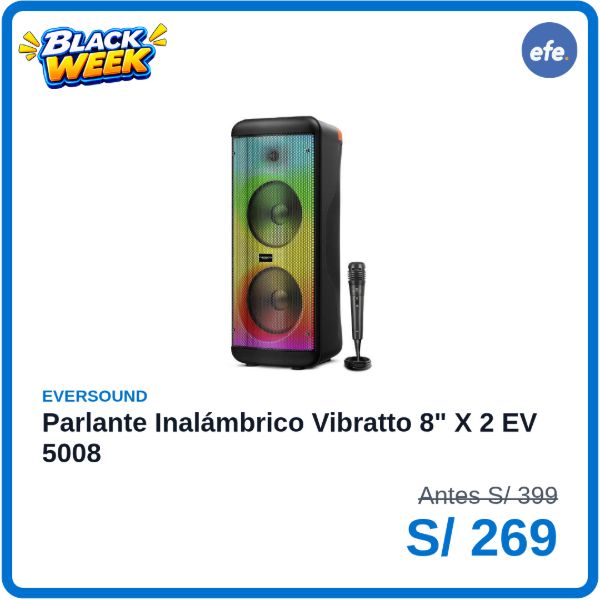 BLACK
WEEK
efe.
EVERSOUND
Parlante Inalámbrico Vibratto 8" X 2 EV
5008
Antes S/ 399
S/ 269